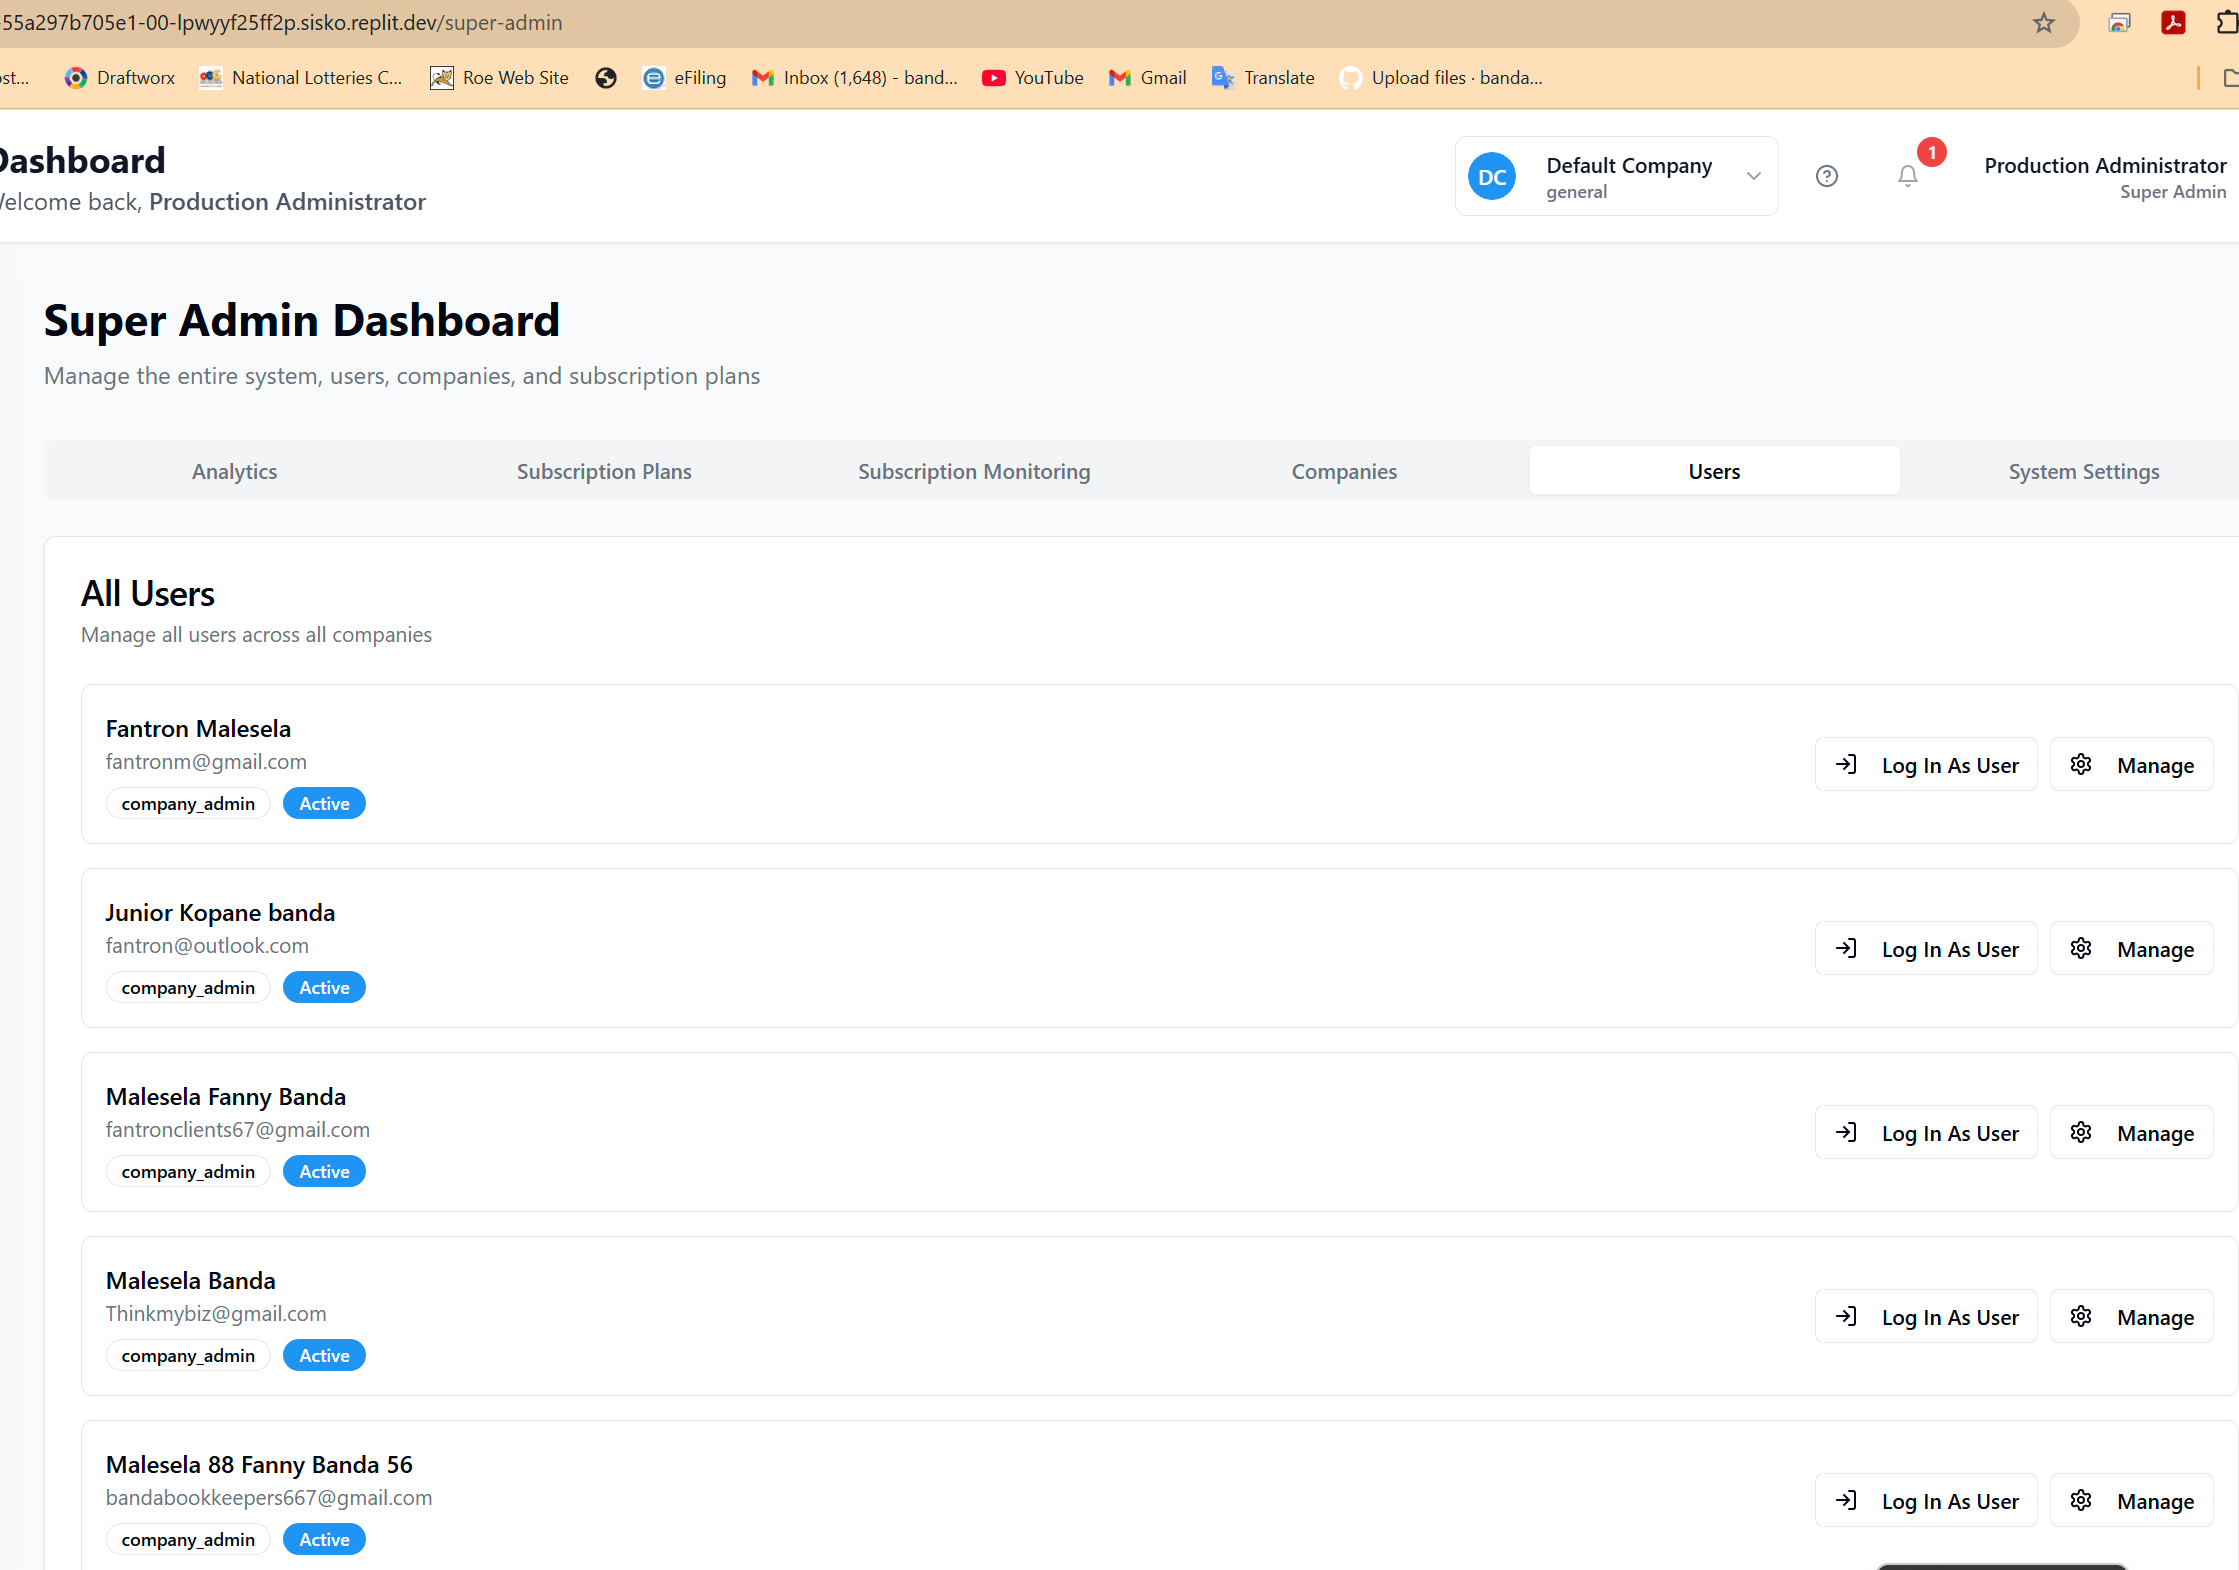 55a297b705e1-00-lpwyyf25ff2p.sisko.replit.dev/super-admin
ost... Draftworx National Lotteries C... Roe Web Site eFiling Inbox (1,648) - band... YouTube Gmail Translate Upload files · banda...
Dashboard
Welcome back, Production Administrator
DC Default Company
general
1
Production Administrator
Super Admin
Super Admin Dashboard
Manage the entire system, users, companies, and subscription plans
Analytics Subscription Plans Subscription Monitoring Companies Users System Settings
All Users
Manage all users across all companies
Fantron Malesela
fantronm@gmail.com
company_admin Active
Log In As User Manage
Junior Kopane banda
fantron@outlook.com
company_admin Active
Log In As User Manage
Malesela Fanny Banda
fantronclients67@gmail.com
company_admin Active
Log In As User Manage
Malesela Banda
Thinkmybiz@gmail.com
company_admin Active
Log In As User Manage
Malesela 88 Fanny Banda 56
bandabookkeepers667@gmail.com
company_admin Active
Log In As User Manage